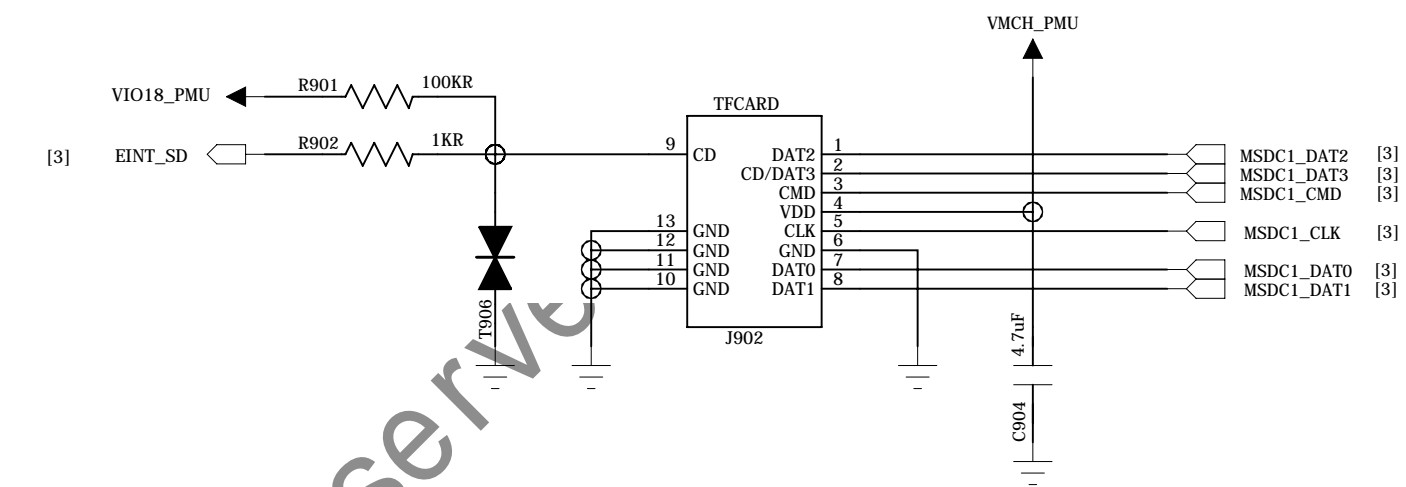 VMCH_PMU
VIO18_PMU R901 100KR
TFCARD
[3] EINT_SD R902 1KR
9 CD DAT2 1 MSDC1_DAT2 [3]
CD/DAT3 2 MSDC1_DAT3 [3]
CMD 3 MSDC1_CMD [3]
VDD 4
13 GND CLK 5 MSDC1_CLK [3]
12 GND GND 6
11 GND DAT0 7 MSDC1_DAT0 [3]
10 GND DAT1 8 MSDC1_DAT1 [3]
T906
J902
4.7uF
C904
serve